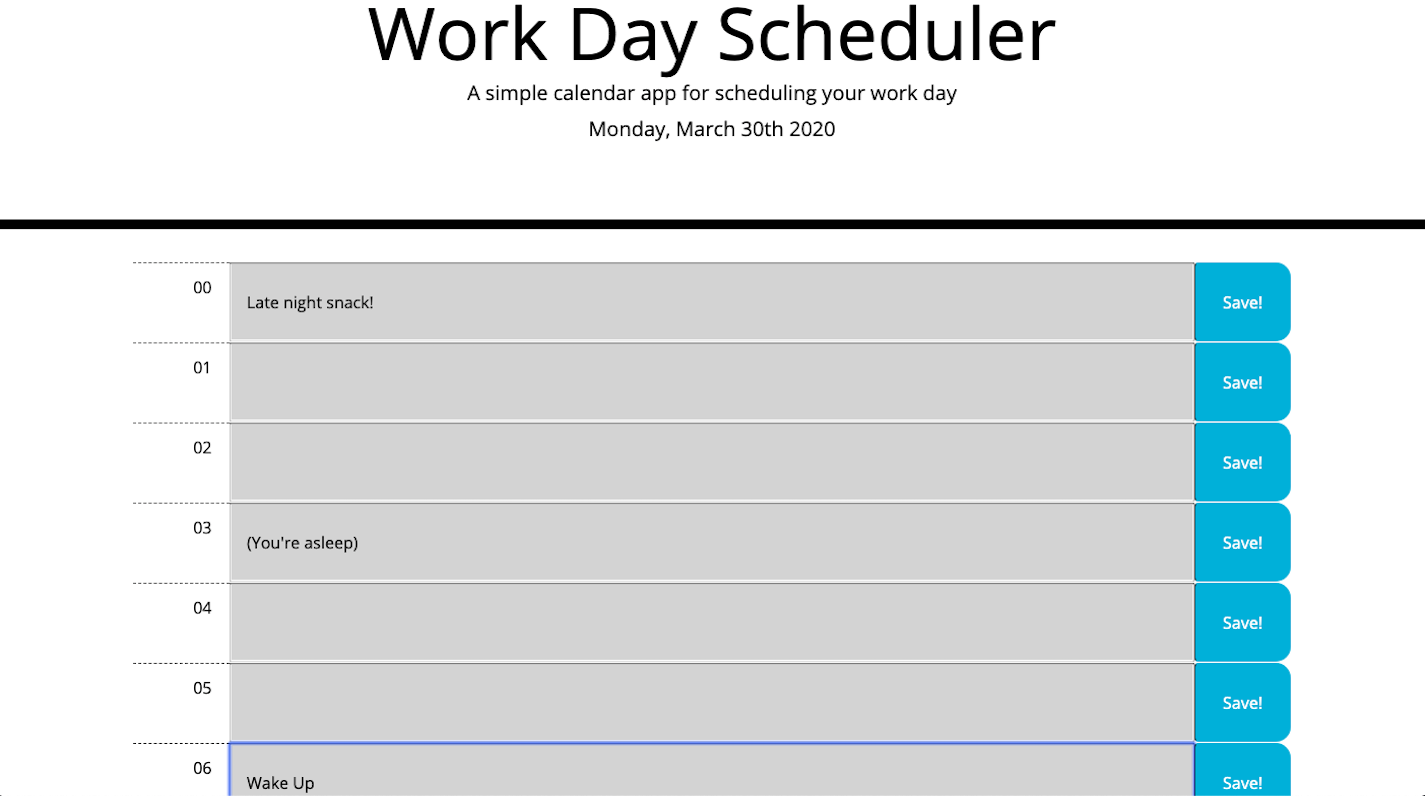 Work Day Scheduler
A simple calendar app for scheduling your work day
Monday, March 30th 2020
00 Late night snack! Save!
01 Save!
02 Save!
03 (You're asleep) Save!
04 Save!
05 Save!
06 Wake Up Save!